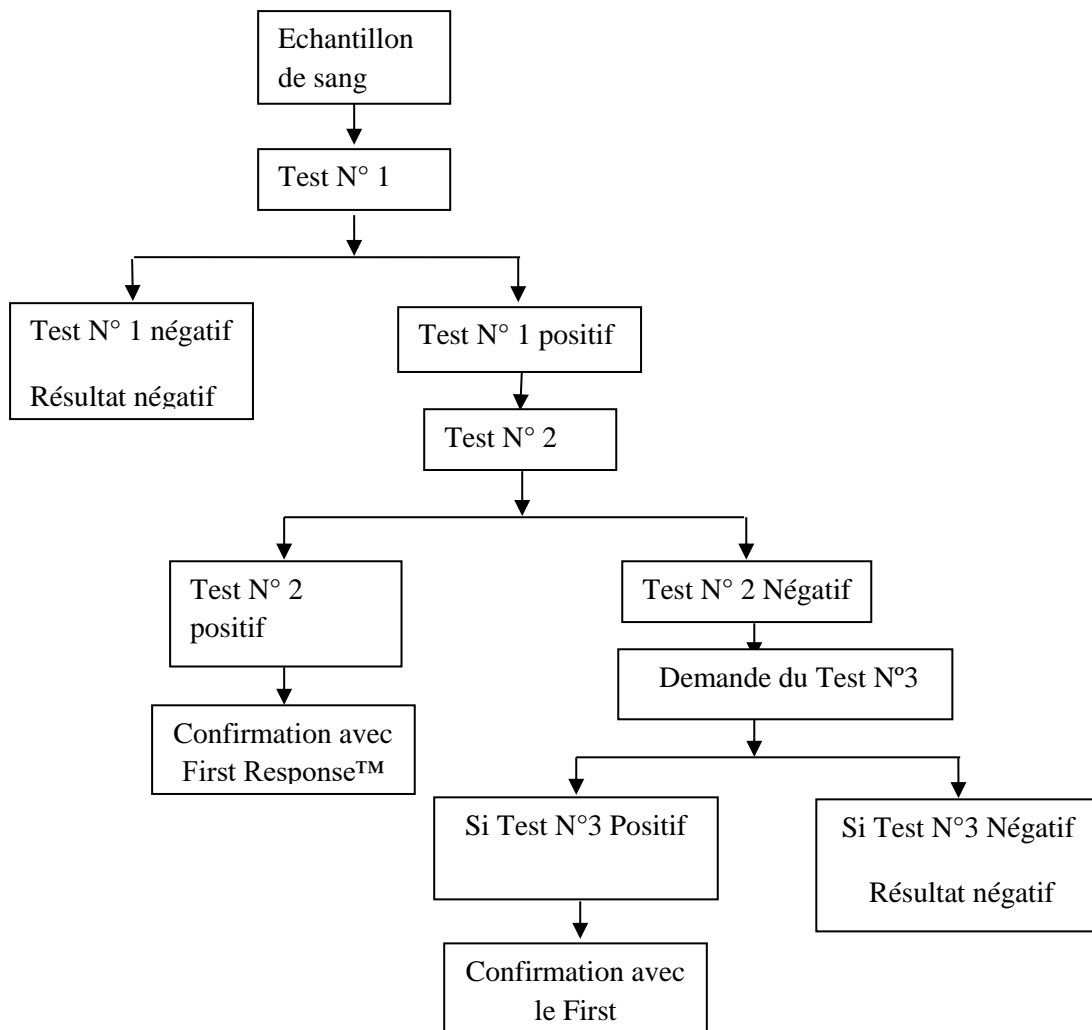 Echantillon
de sang
Test N° 1
Test N° 1 négatif
Résultat négatif
Test N° 1 positif
Test N° 2
Test N° 2
positif
Test N° 2 Négatif
Demande du Test Nº3
Confirmation avec
First Response™
Si Test N°3 Positif
Si Test N°3 Négatif
Résultat négatif
Confirmation avec
le First